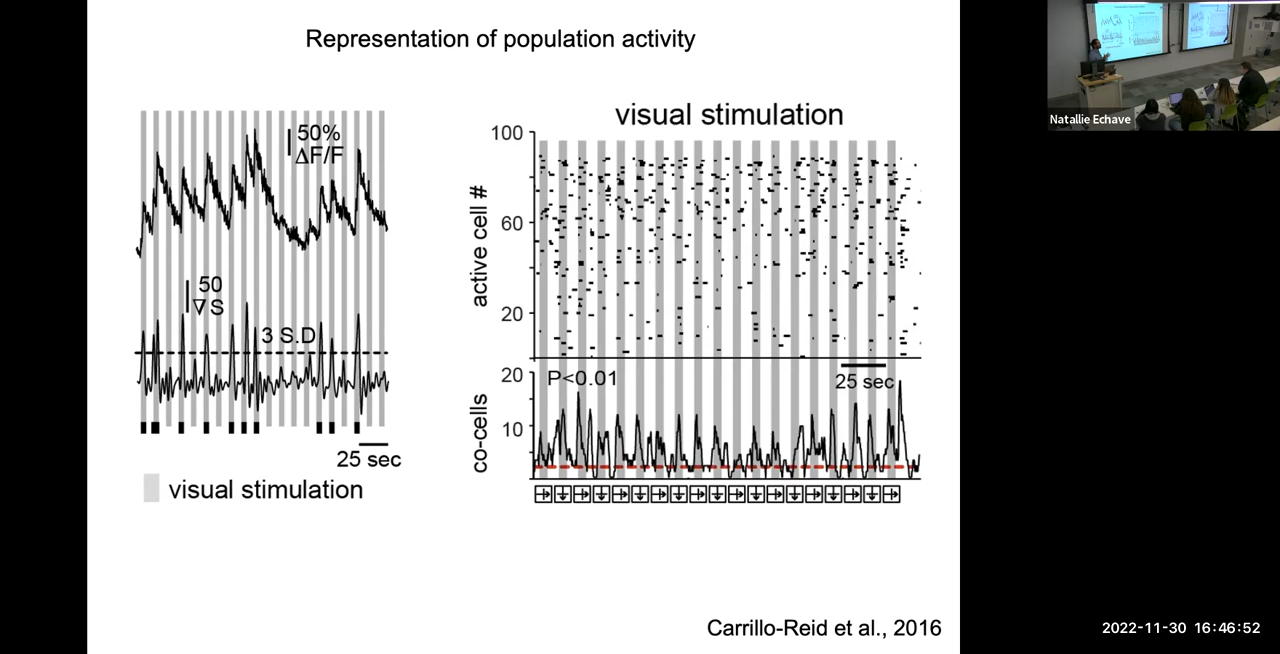 Representation of population activity
50%
ΔF/F
50
∇S
3 S.D
25 sec
visual stimulation
visual stimulation
100
60
20
active cell #
25 sec
20
10
co-cells
P<0.01
Carrillo-Reid et al., 2016
Natallie Echave
2022-11-30 16:46:52